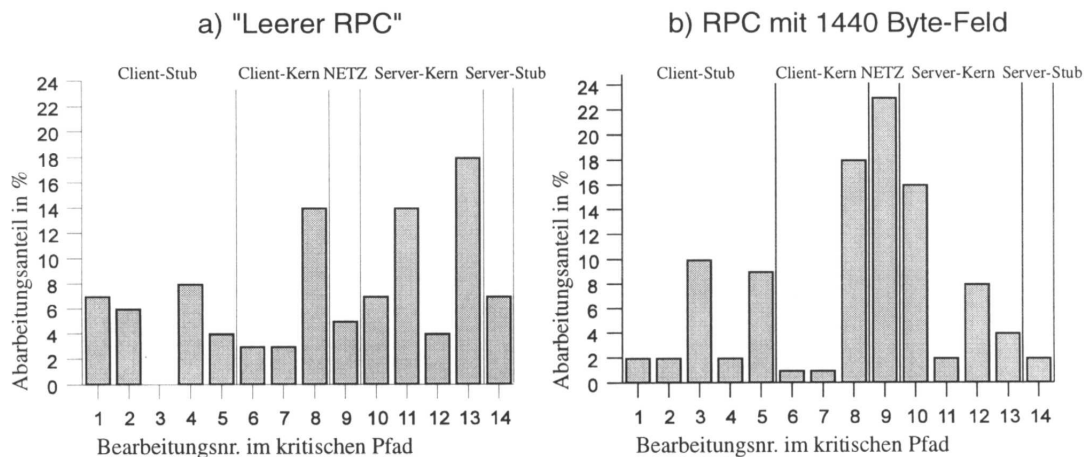 a) "Leerer RPC"
Client-Stub Client-Kern NETZ Server-Kern Server-Stub
Abarbeitungsanteil in %
24
22
20
18
16
14
12
10
8
6
4
2
0
1 2 3 4 5 6 7 8 9 10 11 12 13 14
Bearbeitungsnr. im kritischen Pfad
b) RPC mit 1440 Byte-Feld
Client-Stub Client-Kern NETZ Server-Kern Server-Stub
Abarbeitungsanteil in %
24
22
20
18
16
14
12
10
8
6
4
2
0
1 2 3 4 5 6 7 8 9 10 11 12 13 14
Bearbeitungsnr. im kritischen Pfad